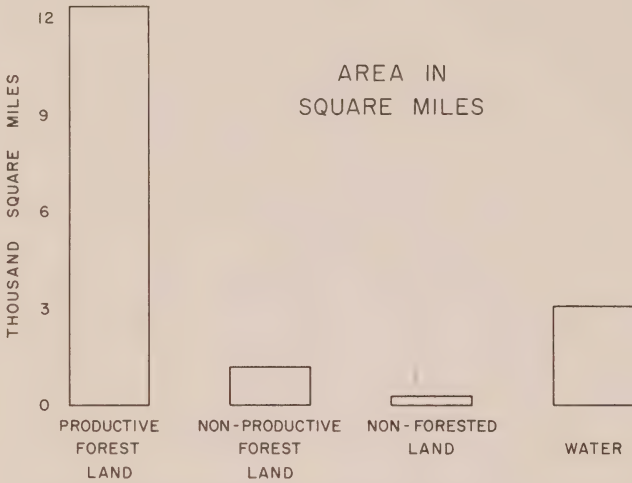 AREA IN
SQUARE MILES
THOUSAND SQUARE MILES
12
9
6
3
0
PRODUCTIVE
FOREST
LAND
NON-PRODUCTIVE
FOREST
LAND
NON-FORESTED
LAND
WATER